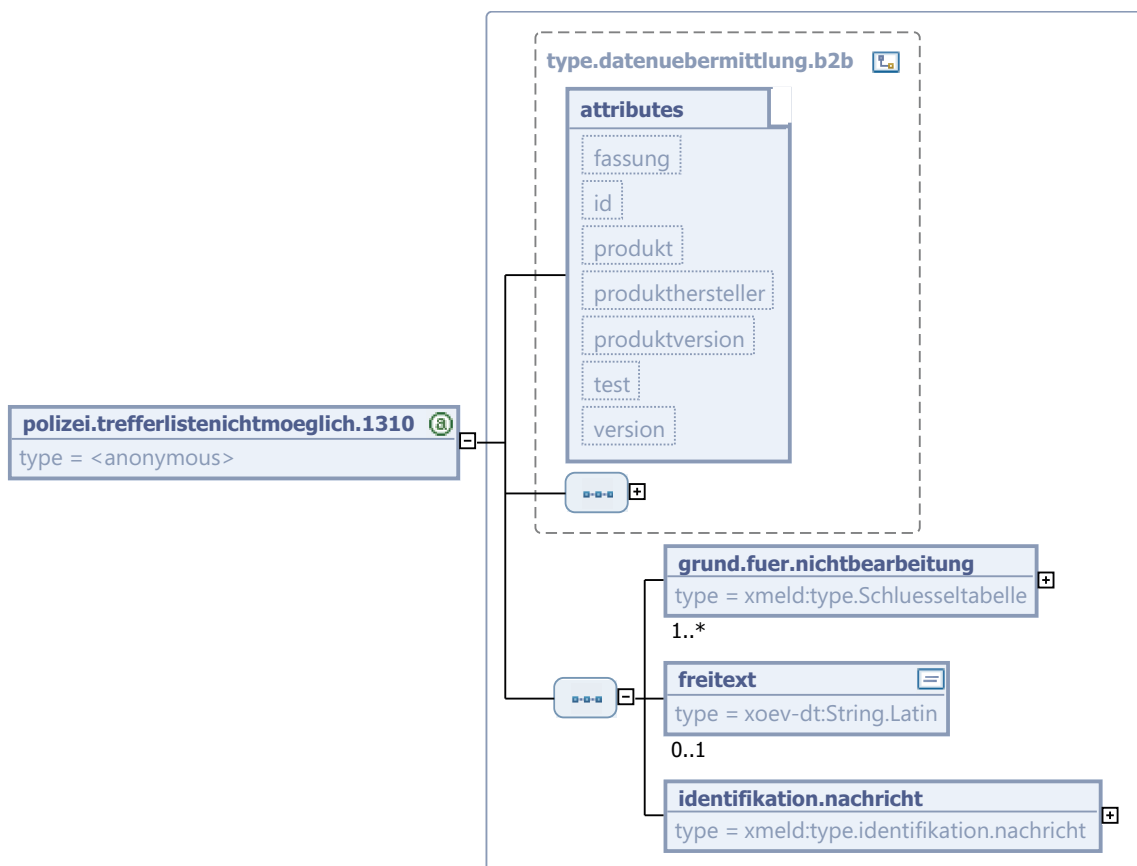 type.datenuebermittlung.b2b
attributes
fassung
id
produkt
produkthersteller
produktversion
test
version
polizei.trefferlistenichtmoeglich.1310 a
type = <anonymous>
grund.fuer.nichtbearbeitung
type = xmeld:type.Schluesseltabelle
1..*
freitext
type = xoev-dt:String.Latin
0..1
identifikation.nachricht
type = xmeld:type.identifikation.nachricht